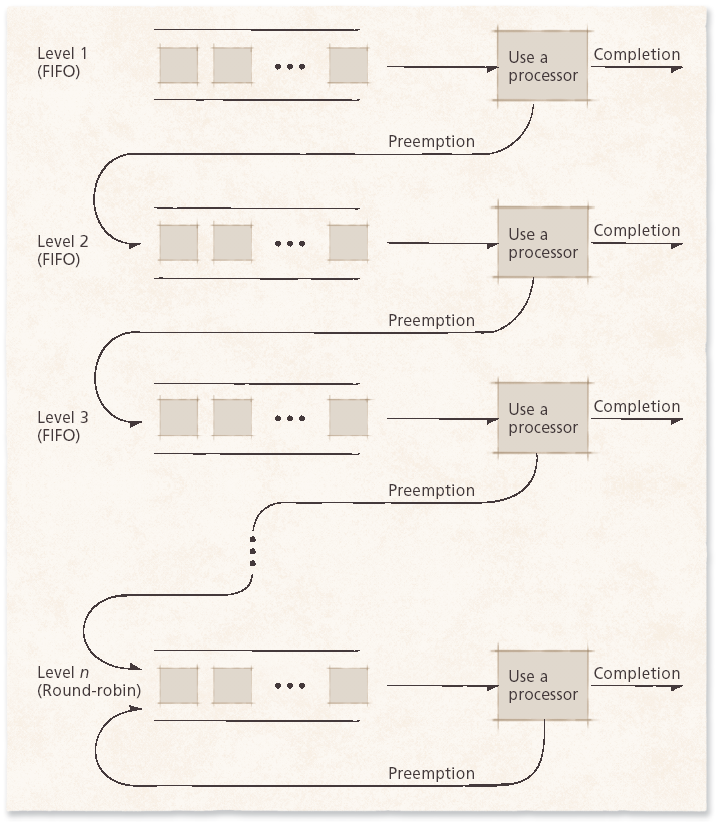 Level 1
(FIFO)
Use a
processor
Completion
Preemption
Level 2
(FIFO)
Use a
processor
Completion
Preemption
Level 3
(FIFO)
Use a
processor
Completion
Preemption
Level n
(Round-robin)
Use a
processor
Completion
Preemption